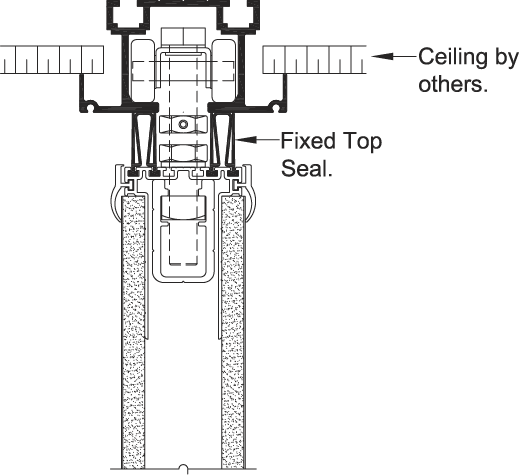 Ceiling by
others.
Fixed Top
Seal.